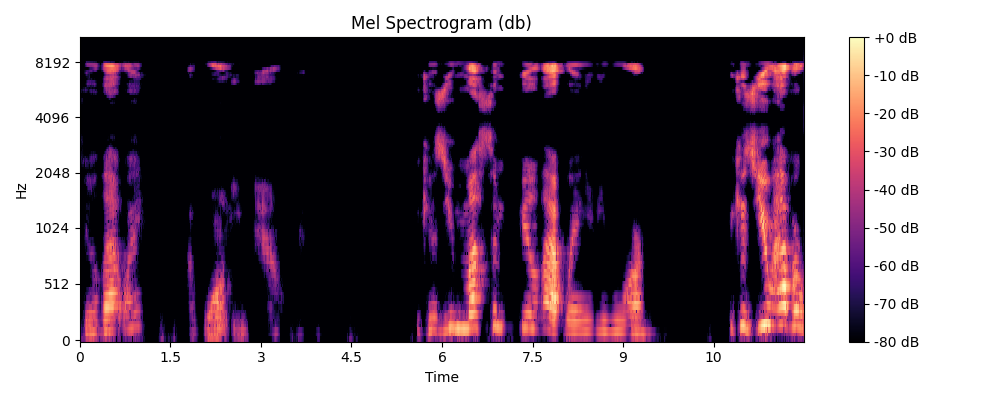 Mel Spectrogram (db)
Hz
8192
4096
2048
1024
512
0
0 1.5 3 4.5 6 7.5 9 10
Time
+0 dB
-10 dB
-20 dB
-30 dB
-40 dB
-50 dB
-60 dB
-70 dB
-80 dB